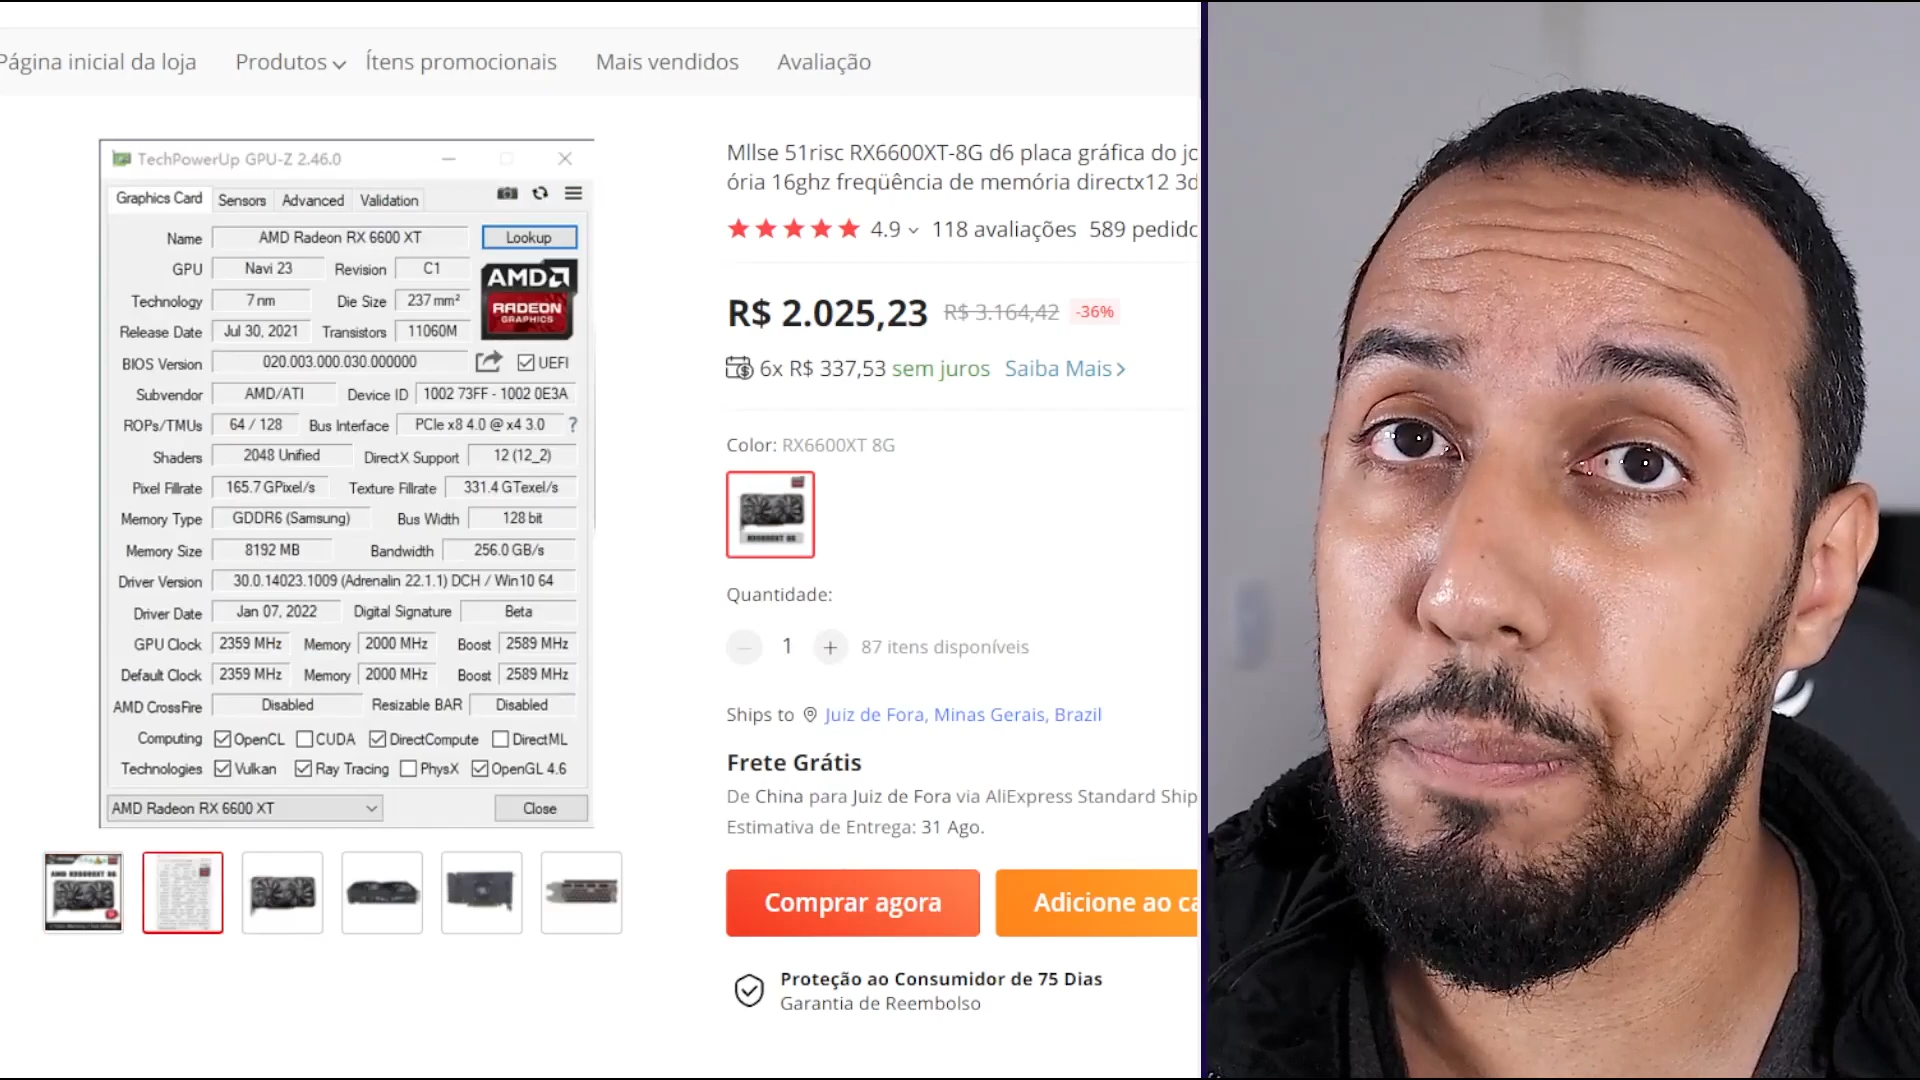 Página inicial da loja
Produtos
Ítens promocionais
Mais vendidos
Avaliação
TechPowerUp GPU-Z 2.46.0
Graphics Card Sensors Advanced Validation
Name AMD Radeon RX 6600 XT Lookup
GPU Navi 23 Revision C1
AMD
RADEON
GRAPHICS
Technology 7 nm Die Size 237 mm²
Release Date Jul 30, 2021 Transistors 11060M
BIOS Version 020.003.000.030.000000 UEFI
Subvendor AMD/ATI Device ID 1002 73FF - 1002 0E3A
ROPs/TMUs 64 / 128 Bus Interface PCIe x8 4.0 @ x4 3.0 ?
Shaders 2048 Unified DirectX Support 12 (12_2)
Pixel Fillrate 165.7 GPixel/s Texture Fillrate 331.4 GTexel/s
Memory Type GDDR6 (Samsung) Bus Width 128 bit
Memory Size 8192 MB Bandwidth 256.0 GB/s
Driver Version 30.0.14023.1009 (Adrenalin 22.1.1) DCH / Win10 64
Driver Date Jan 07, 2022 Digital Signature Beta
GPU Clock 2359 MHz Memory 2000 MHz Boost 2589 MHz
Default Clock 2359 MHz Memory 2000 MHz Boost 2589 MHz
AMD CrossFire Disabled Resizable BAR Disabled
Computing OpenCL CUDA DirectCompute DirectML
Technologies Vulkan Ray Tracing PhysX OpenGL 4.6
AMD Radeon RX 6600 XT Close
Mllse 51risc RX6600XT-8G d6 placa gráfica do jo
ória 16ghz freqüência de memória directx12 3d
4.9 118 avaliações 589 pedido
R$ 2.025,23 R$ 3.164,42 -36%
6x R$ 337,53 sem juros Saiba Mais
Color: RX6600XT 8G
RX6600XT 8G
Quantidade:
1 + 87 itens disponíveis
Ships to Juiz de Fora, Minas Gerais, Brazil
Frete Grátis
De China para Juiz de Fora via AliExpress Standard Ship
Estimativa de Entrega: 31 Ago.
Comprar agora
Adicione ao ca
Proteção ao Consumidor de 75 Dias
Garantia de Reembolso
AMD RX6600XT 8G